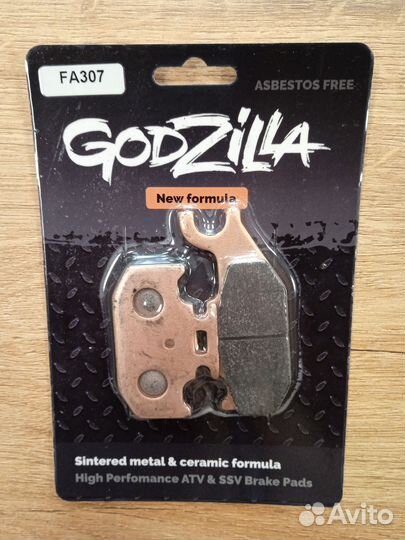 FA307
ASBESTOS FREE
GODZILLA
New formula
Sintered metal & ceramic formula
High Perfomance ATV & SSV Brake Pads
Avito